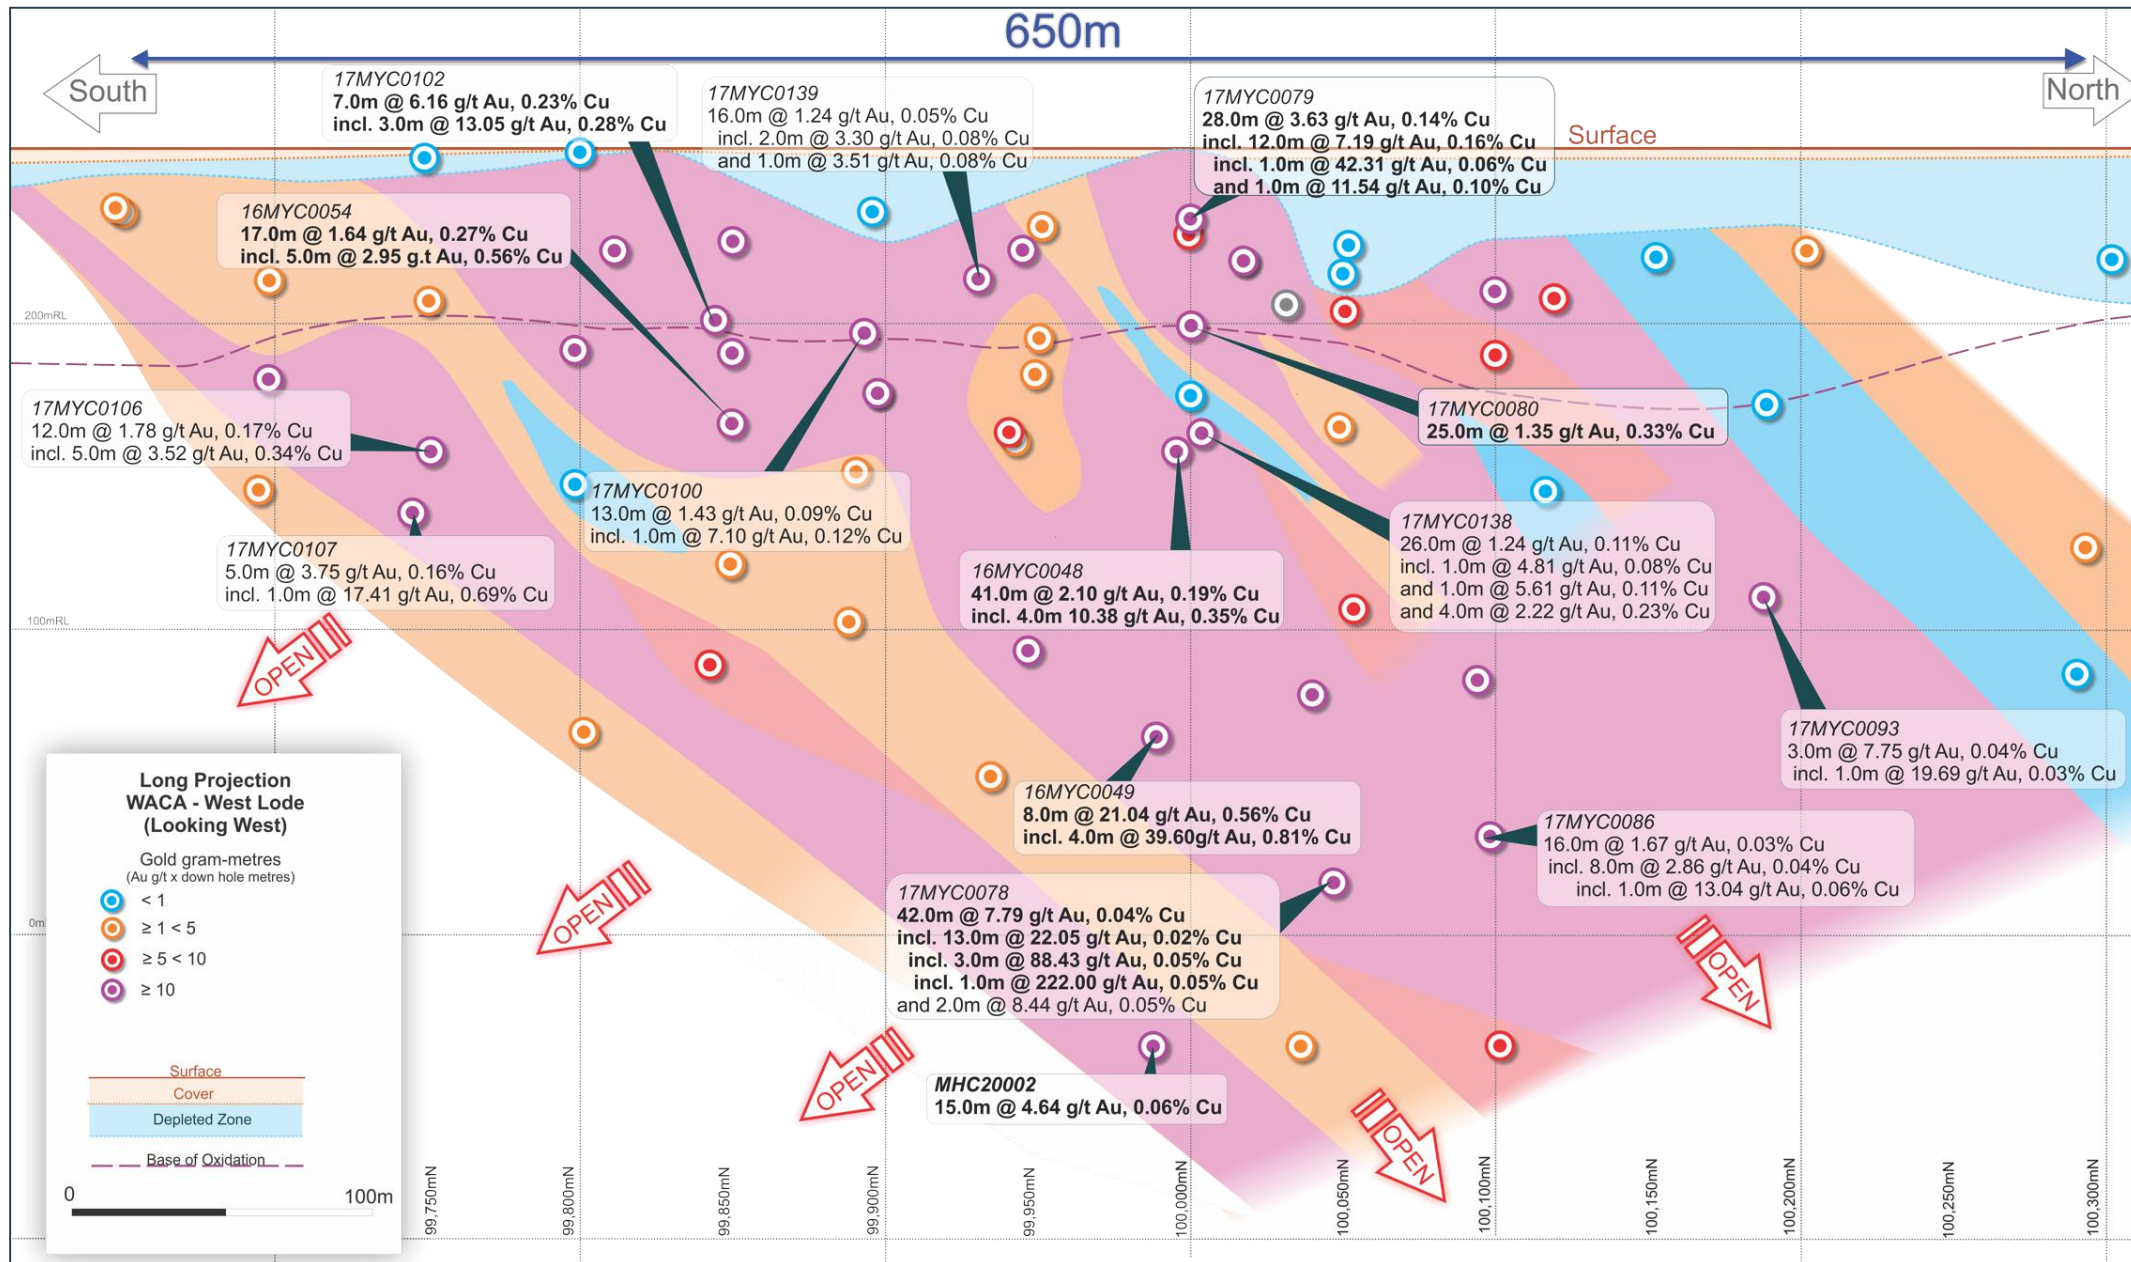 650m
South
North
Surface
17MYC0102
7.0m @ 6.16 g/t Au, 0.23% Cu
incl. 3.0m @ 13.05 g/t Au, 0.28% Cu
17MYC0139
16.0m @ 1.24 g/t Au, 0.05% Cu
incl. 2.0m @ 3.30 g/t Au, 0.08% Cu
and 1.0m @ 3.51 g/t Au, 0.08% Cu
17MYC0079
28.0m @ 3.63 g/t Au, 0.14% Cu
incl. 12.0m @ 7.19 g/t Au, 0.16% Cu
incl. 1.0m @ 42.31 g/t Au, 0.06% Cu
and 1.0m @ 11.54 g/t Au, 0.10% Cu
16MYC0054
17.0m @ 1.64 g/t Au, 0.27% Cu
incl. 5.0m @ 2.95 g.t Au, 0.56% Cu
200mRL
17MYC0106
12.0m @ 1.78 g/t Au, 0.17% Cu
incl. 5.0m @ 3.52 g/t Au, 0.34% Cu
17MYC0080
25.0m @ 1.35 g/t Au, 0.33% Cu
17MYC0100
13.0m @ 1.43 g/t Au, 0.09% Cu
incl. 1.0m @ 7.10 g/t Au, 0.12% Cu
17MYC0107
5.0m @ 3.75 g/t Au, 0.16% Cu
incl. 1.0m @ 17.41 g/t Au, 0.69% Cu
16MYC0048
41.0m @ 2.10 g/t Au, 0.19% Cu
incl. 4.0m 10.38 g/t Au, 0.35% Cu
17MYC0138
26.0m @ 1.24 g/t Au, 0.11% Cu
incl. 1.0m @ 4.81 g/t Au, 0.08% Cu
and 1.0m @ 5.61 g/t Au, 0.11% Cu
and 4.0m @ 2.22 g/t Au, 0.23% Cu
100mRL
OPEN
17MYC0093
3.0m @ 7.75 g/t Au, 0.04% Cu
incl. 1.0m @ 19.69 g/t Au, 0.03% Cu
16MYC0049
8.0m @ 21.04 g/t Au, 0.56% Cu
incl. 4.0m @ 39.60g/t Au, 0.81% Cu
17MYC0086
16.0m @ 1.67 g/t Au, 0.03% Cu
incl. 8.0m @ 2.86 g/t Au, 0.04% Cu
incl. 1.0m @ 13.04 g/t Au, 0.06% Cu
17MYC0078
42.0m @ 7.79 g/t Au, 0.04% Cu
incl. 13.0m @ 22.05 g/t Au, 0.02% Cu
incl. 3.0m @ 88.43 g/t Au, 0.05% Cu
incl. 1.0m @ 222.00 g/t Au, 0.05% Cu
and 2.0m @ 8.44 g/t Au, 0.05% Cu
OPEN
OPEN
OPEN
OPEN
MHC20002
15.0m @ 4.64 g/t Au, 0.06% Cu
0m
Long Projection
WACA - West Lode
(Looking West)
Gold gram-metres
(Au g/t x down hole metres)
< 1
≥ 1 < 5
≥ 5 < 10
≥ 10
Surface
Cover
Depleted Zone
Base of Oxidation
0 100m
99,750mN
99,800mN
99,850mN
99,900mN
99,950mN
100,000mN
100,050mN
100,100mN
100,150mN
100,200mN
100,250mN
100,300mN